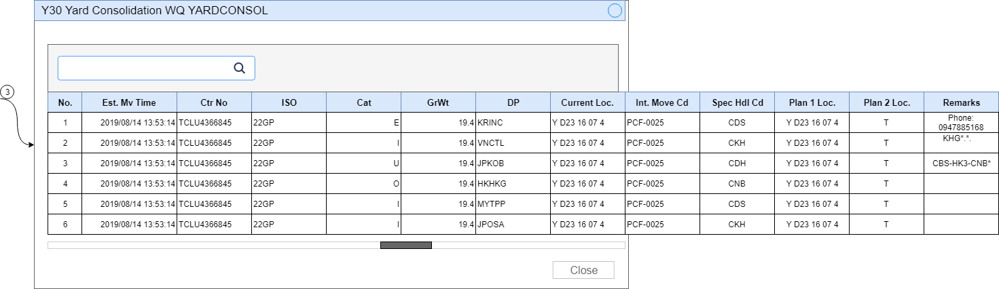 Y30 Yard Consolidation WQ YARDCONSOL
3
No. Est. Mv Time Ctr No ISO Cat GrWt DP Current Loc. Int. Move Cd Spec Hdl Cd Plan 1 Loc. Plan 2 Loc. Remarks
1 2019/08/14 13:53:14 TCLU4366845 22GP E 19.4 KRINC Y D23 16 07 4 PCF-0025 CDS Y D23 16 07 4 T Phone:
0947885168
2 2019/08/14 13:53:14 TCLU4366845 22GP I 19.4 VNCTL Y D23 16 07 4 PCF-0025 CKH Y D23 16 07 4 T KHG*.*.
3 2019/08/14 13:53:14 TCLU4366845 22GP U 19.4 JPKOB Y D23 16 07 4 PCF-0025 CDH Y D23 16 07 4 T CBS-HK3-CNB*
4 2019/08/14 13:53:14 TCLU4366845 22GP O 19.4 HKHKG Y D23 16 07 4 PCF-0025 CNB Y D23 16 07 4 T
5 2019/08/14 13:53:14 TCLU4366845 22GP I 19.4 MYTPP Y D23 16 07 4 PCF-0025 CDS Y D23 16 07 4 T
6 2019/08/14 13:53:14 TCLU4366845 22GP I 19.4 JPOSA Y D23 16 07 4 PCF-0025 CKH Y D23 16 07 4 T
Close